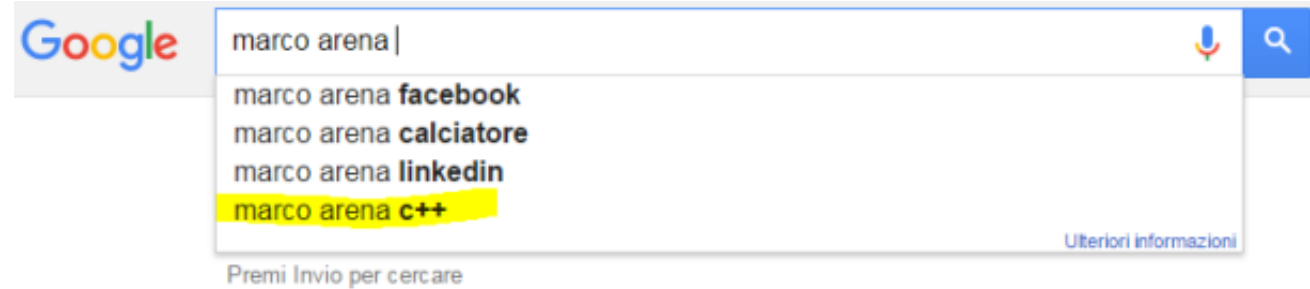 Google
marco arena
marco arena facebook
marco arena calciatore
marco arena linkedin
marco arena c++
Ulteriori informazioni
Premi Invio per cercare